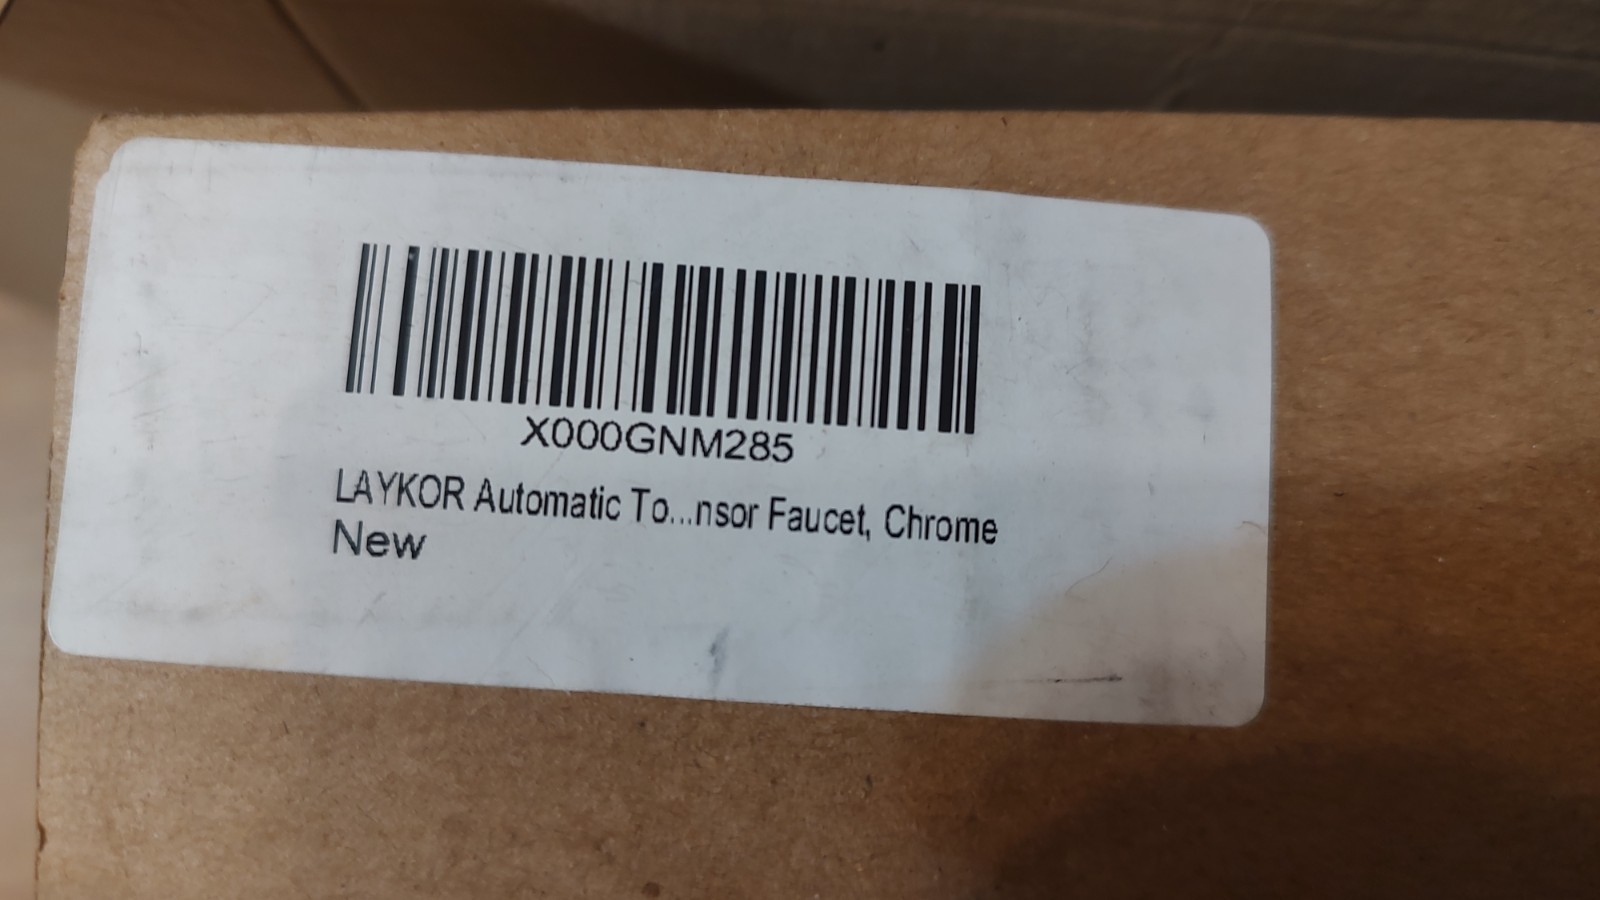 X000GNM285
LAYKOR Automatic To...nsor Faucet, Chrome
New